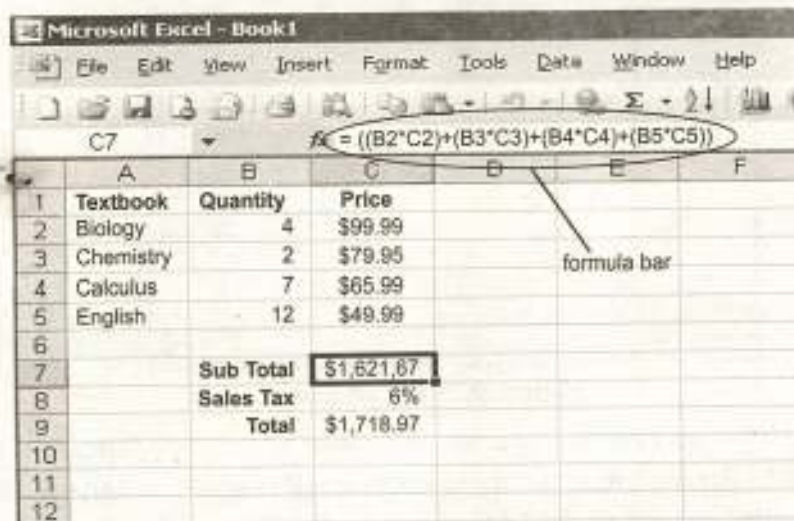 Microsoft Excel - Book1
File Edit View Insert Format Tools Data Window Help
Σ
C7 fx = ((B2*C2)+(B3*C3)+(B4*C4)+(B5*C5))
A B C D E F
1 Textbook Quantity Price
2 Biology 4 $99.99
3 Chemistry 2 $79.95
4 Calculus 7 $65.99
formula bar
5 English 12 $49.99
6
7 Sub Total $1,621,67
8 Sales Tax 6%
9 Total $1,718.97
10
11
12